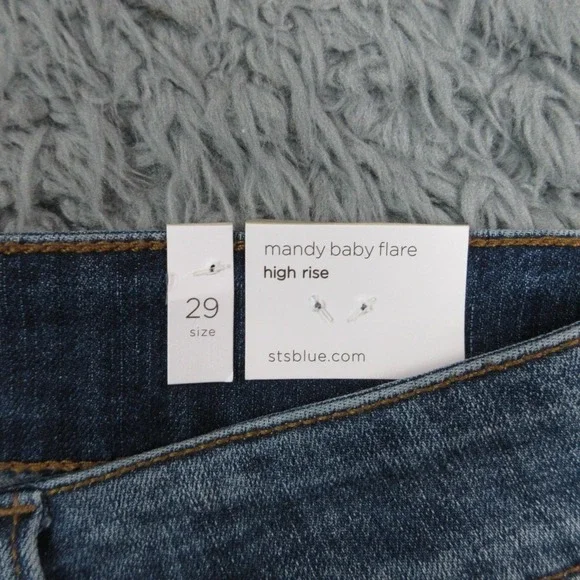 29
size
mandy baby flare
high rise
stsblue.com